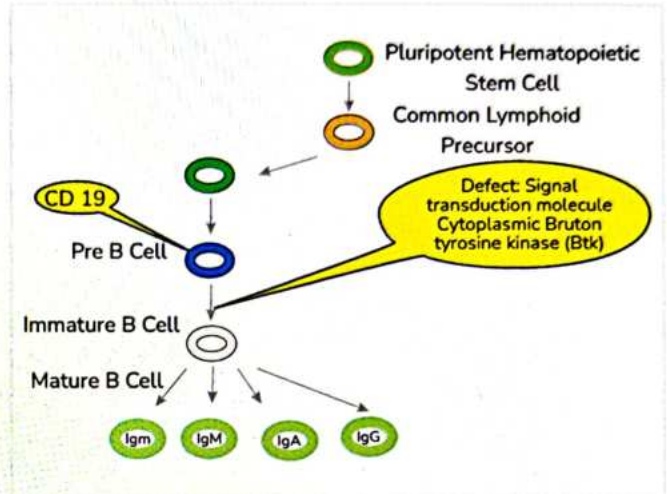 Pluripotent Hematopoietic
Stem Cell
Common Lymphoid
Precursor
CD 19
Defect: Signal
transduction molecule
Cytoplasmic Bruton
tyrosine kinase (Btk)
Pre B Cell
Immature B Cell
Mature B Cell
Igm
IgM
IgA
IgG